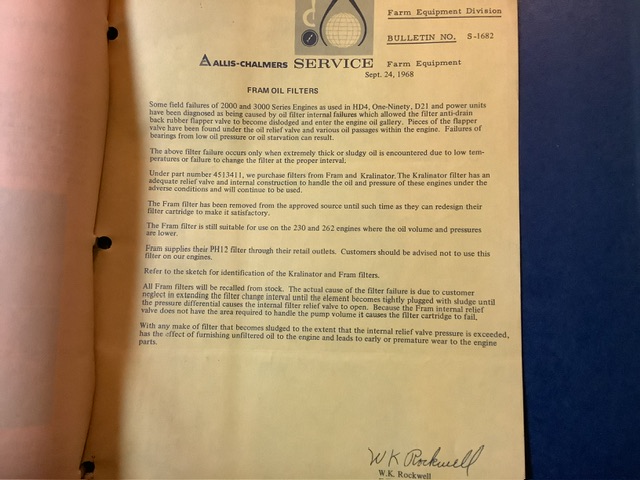 Farm Equipment Division
BULLETIN NO. S-1682
ALLIS-CHALMERS SERVICE Farm Equipment
Sept. 24, 1968
FRAM OIL FILTERS
Some field failures of 2000 and 3000 Series Engines as used in HD4, One-Ninety, D21 and power units
have been diagnosed as being caused by oil filter internal failures which allowed the filter anti-drain
back rubber flapper valve to become dislodged and enter the engine oil gallery. Pieces of the flapper
valve have been found under the oil relief valve and various oil passages within the engine. Failures of
bearings from low oil pressure or oil starvation can result.
The above filter failure occurs only when extremely thick or sludgy oil is encountered due to low tem-
peratures or failure to change the filter at the proper interval.
Under part number 4513411, we purchase filters from Fram and Kralinator. The Kralinator filter has an
adequate relief valve and internal construction to handle the oil and pressure of these engines under the
adverse conditions and will continue to be used.
The Fram filter has been removed from the approved source until such time as they can redesign their
filter cartridge to make it satisfactory.
The Fram filter is still suitable for use on the 230 and 262 engines where the oil volume and pressures
are lower.
Fram supplies their PH12 filter through their retail outlets. Customers should be advised not to use this
filter on our engines.
Refer to the sketch for identification of the Kralinator and Fram filters.
All Fram filters will be recalled from stock. The actual cause of the filter failure is due to customer
neglect in extending the filter change interval until the element becomes tightly plugged with sludge until
the pressure differential causes the internal filter relief valve to open. Because the Fram internal relief
valve does not have the area required to handle the pump volume it causes the filter cartridge to fail.
With any make of filter that becomes sludged to the extent that the internal relief valve pressure is exceeded,
has the effect of furnishing unfiltered oil to the engine and leads to early or premature wear to the engine
parts.
W K Rockwell
W.K. Rockwell